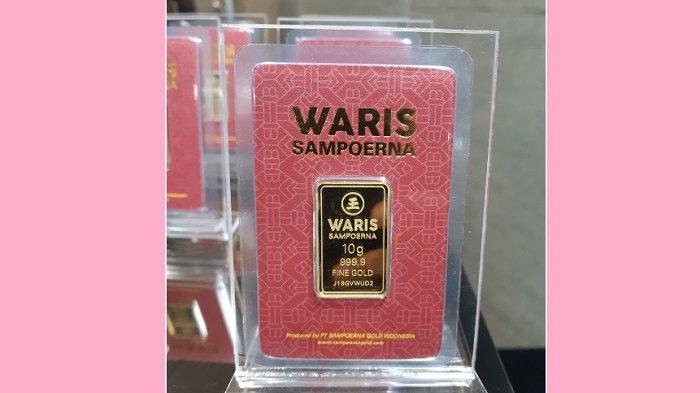 WARIS
SAMPOERNA
王
WARIS
SAMPOERNA
10g
999,9
FINE GOLD
J19GVWUD2
Produced by PT SAMPOERNA GOLD INDONESIA
www.sampoernagold.com